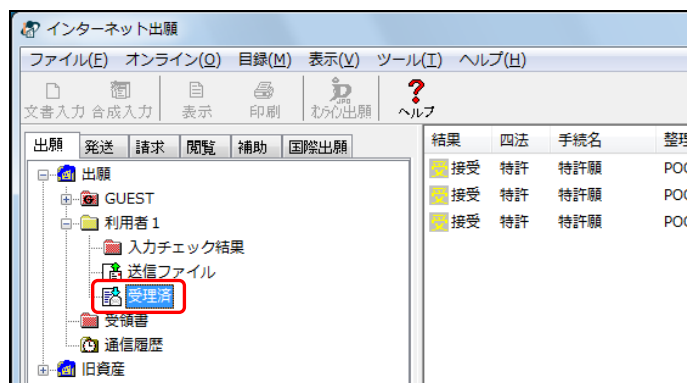 インターネット出願
ファイル(F) オンライン(O) 目録(M) 表示(V) ツール(T) ヘルプ(H)
文書入力 合成入力 表示 印刷 オンライン出願 ヘルプ
出願 発送 請求 閲覧 補助 国際出願
出願
GUEST
利用者1
入力チェック結果
送信ファイル
受理済
受領書
通信履歴
旧資産
結果 四法 手続名 整理
受 接受 特許 特許願 POO
受 接受 特許 特許願 POO
受 接受 特許 特許願 POO